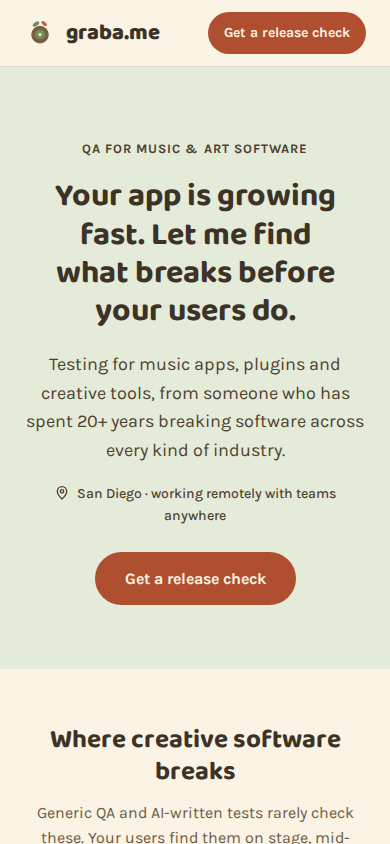 graba.me
Get a release check
QA FOR MUSIC & ART SOFTWARE
Your app is growing
fast. Let me find
what breaks before
your users do.
Testing for music apps, plugins and
creative tools, from someone who has
spent 20+ years breaking software across
every kind of industry.
San Diego · working remotely with teams
anywhere
Get a release check
Where creative software
breaks
Generic QA and AI-written tests rarely check
these. Your users find them on stage, mid-